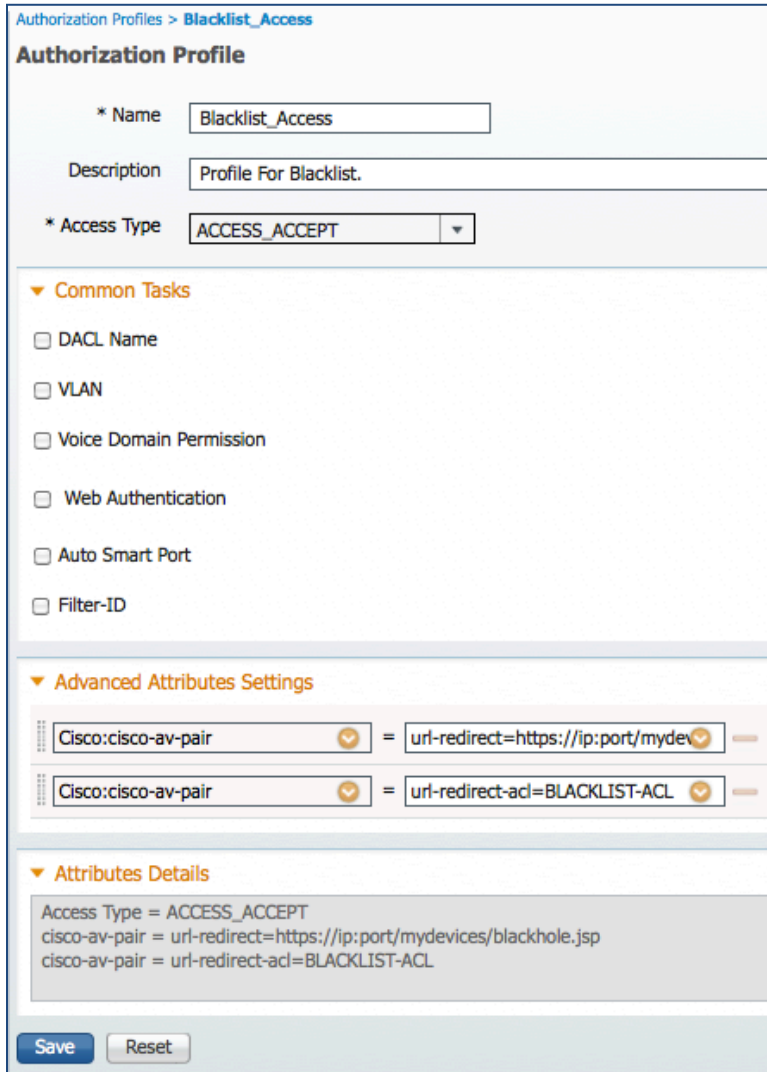 Authorization Profiles > Blacklist_Access
Authorization Profile
* Name Blacklist_Access
Description Profile For Blacklist.
* Access Type ACCESS_ACCEPT
Common Tasks
DACL Name
VLAN
Voice Domain Permission
Web Authentication
Auto Smart Port
Filter-ID
Advanced Attributes Settings
Cisco:cisco-av-pair = url-redirect=https://ip:port/mydev
Cisco:cisco-av-pair = url-redirect-acl=BLACKLIST-ACL
Attributes Details
Access Type = ACCESS_ACCEPT
cisco-av-pair = url-redirect=https://ip:port/mydevices/blackhole.jsp
cisco-av-pair = url-redirect-acl=BLACKLIST-ACL
Save Reset